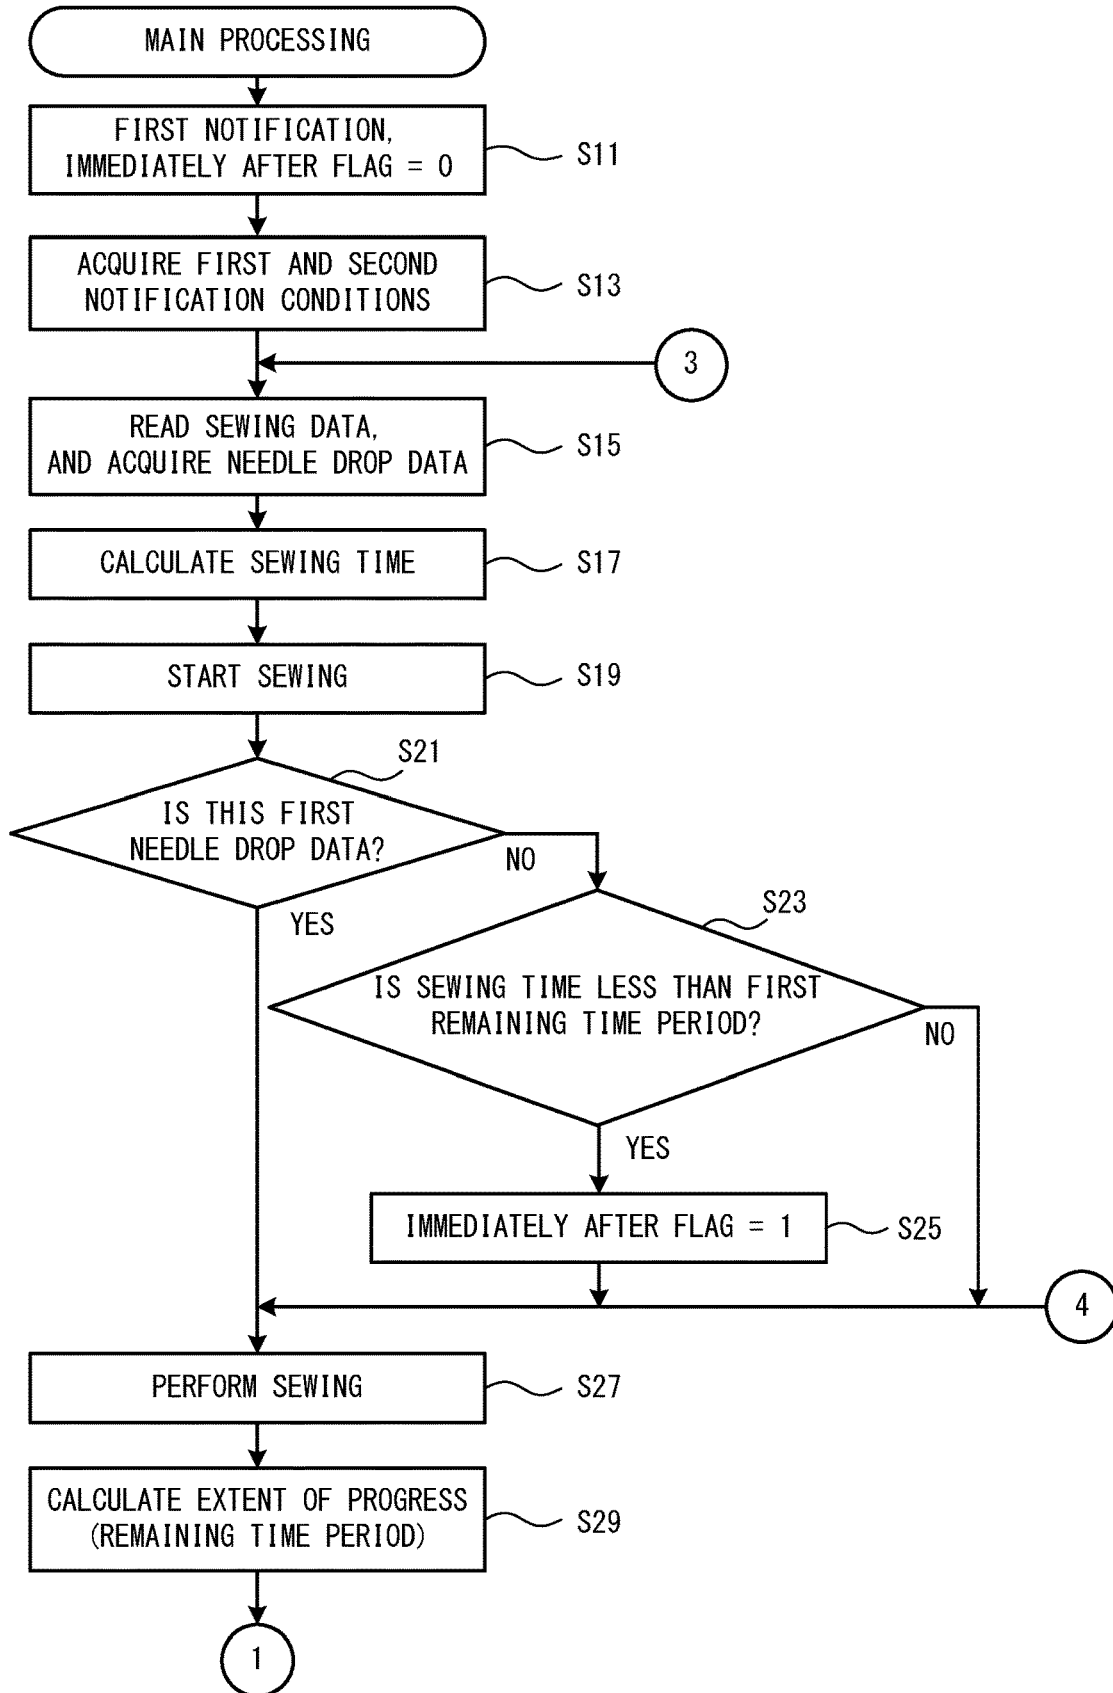 MAIN PROCESSING
FIRST NOTIFICATION,
IMMEDIATELY AFTER FLAG = 0
S11
ACQUIRE FIRST AND SECOND
NOTIFICATION CONDITIONS
S13
3
READ SEWING DATA,
AND ACQUIRE NEEDLE DROP DATA
S15
CALCULATE SEWING TIME
S17
START SEWING
S19
S21
IS THIS FIRST
NEEDLE DROP DATA?
NO
YES
S23
IS SEWING TIME LESS THAN FIRST
REMAINING TIME PERIOD?
NO
YES
IMMEDIATELY AFTER FLAG = 1
S25
4
PERFORM SEWING
S27
CALCULATE EXTENT OF PROGRESS
(REMAINING TIME PERIOD)
S29
1